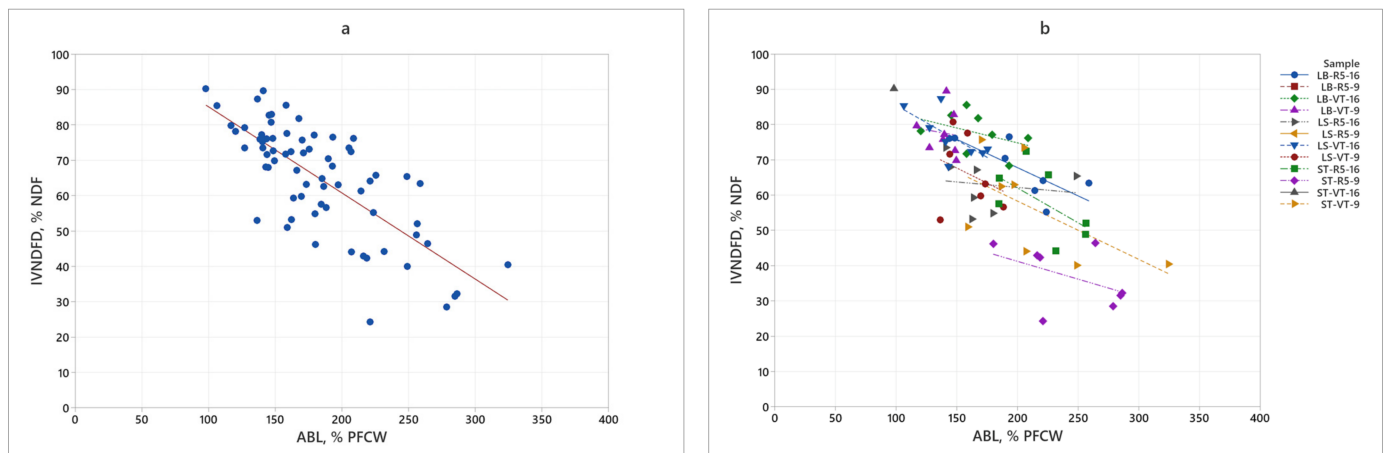 a
IVNDFD, % NDF
100
90
80
70
60
50
40
30
20
10
0
0 50 100 150 200 250 300 350 400
ABL, % PFCW
b
IVNDFD, % NDF
100
90
80
70
60
50
40
30
20
10
0
0 50 100 150 200 250 300 350 400
ABL, % PFCW
Sample
LB-R5-16
LB-R5-9
LB-VT-16
LB-VT-9
LS-R5-16
LS-R5-9
LS-VT-16
LS-VT-9
ST-R5-16
ST-R5-9
ST-VT-16
ST-VT-9